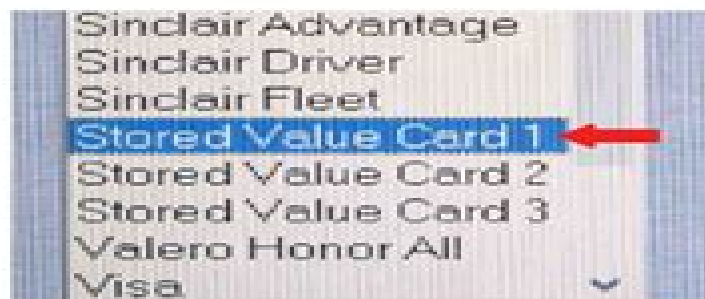 Sinclair Advantage
Sinclair Driver
Sinclair Fleet
Stored Value Card 1
Stored Value Card 2
Stored Value Card 3
Valero Honor All
Visa